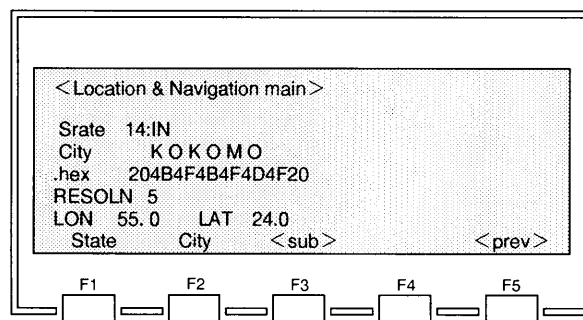 <Location & Navigation main>
Srate 14:IN
City K O K O M O
.hex 204B4F4B4F4D4F20
RESOLN 5
LON 55. 0 LAT 24.0
State City <sub> <prev>
F1 F2 F3 F4 F5